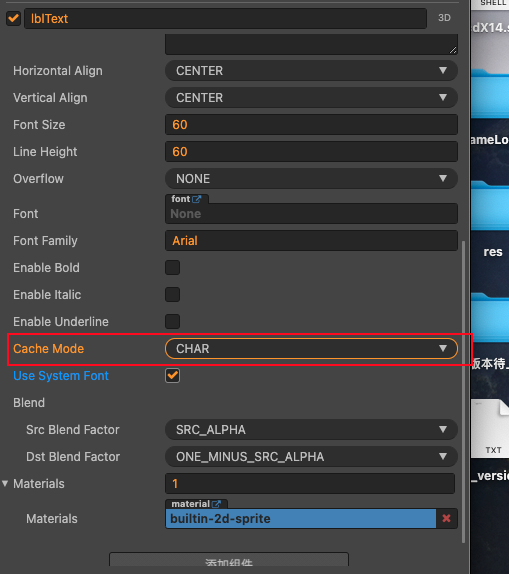 lblText 3D
SHELL
dX14.s
Horizontal Align CENTER
Vertical Align CENTER
Font Size 60
Line Height 60
ameLo
Overflow NONE
font
Font None
Font Family Arial
res
Enable Bold
Enable Italic
Enable Underline
Cache Mode CHAR
版本待_
Use System Font
Blend
Src Blend Factor SRC_ALPHA
Dst Blend Factor ONE_MINUS_SRC_ALPHA
TXT
_versio
Materials 1
material
Materials builtin-2d-sprite
添加组件